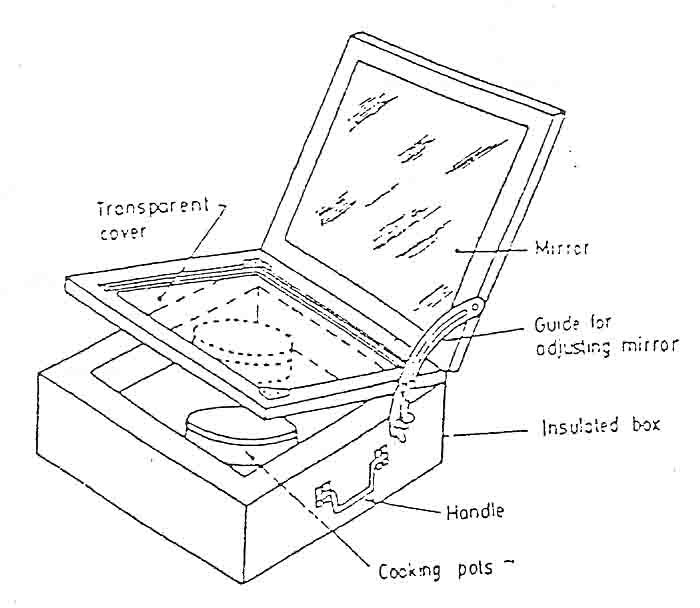 Transparent
cover
Mirror
Guide for
adjusting mirror
Insulated box
Handle
Cooking pots